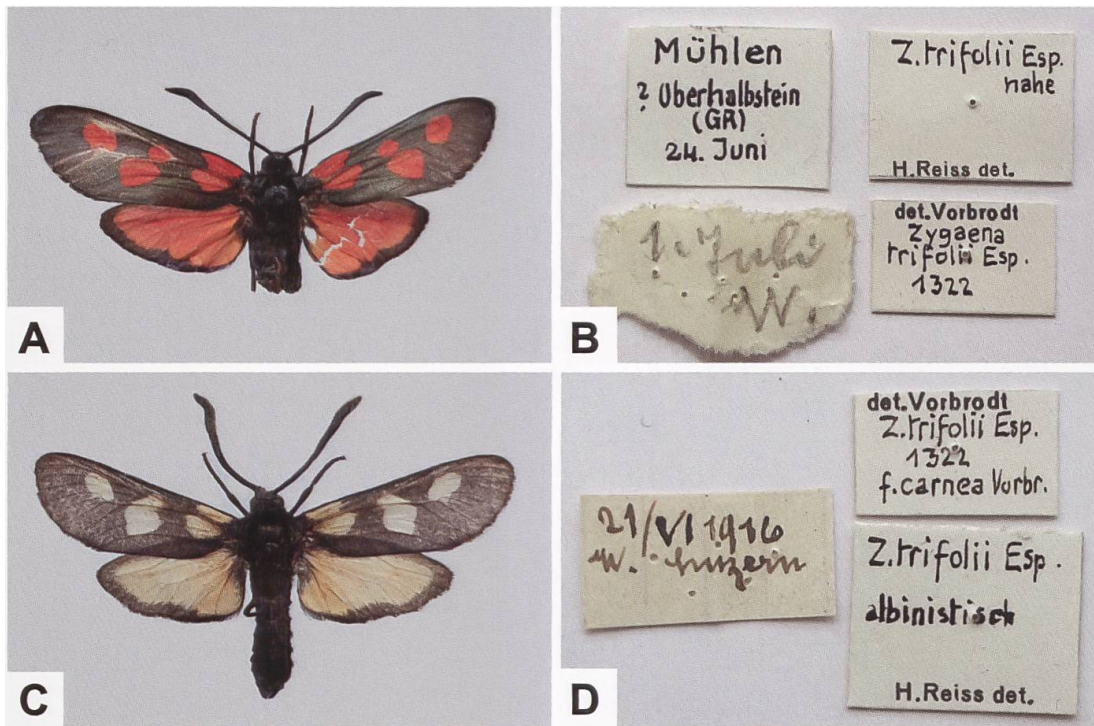 A
B
Mühlen
? Oberhalbstein
(GR)
24. Juni
Z. trifolii Esp.
nahe
H. Reiss det.
1. Juli
W.
det. Vorbrodt
Zygaena
trifolii Esp.
1322
C
D
21/VI 1916
W. Luzern
det. Vorbrodt
Z. trifolii Esp.
1322
f. carnea Vorbr.
Z. trifolii Esp.
albinistisch
H. Reiss det.